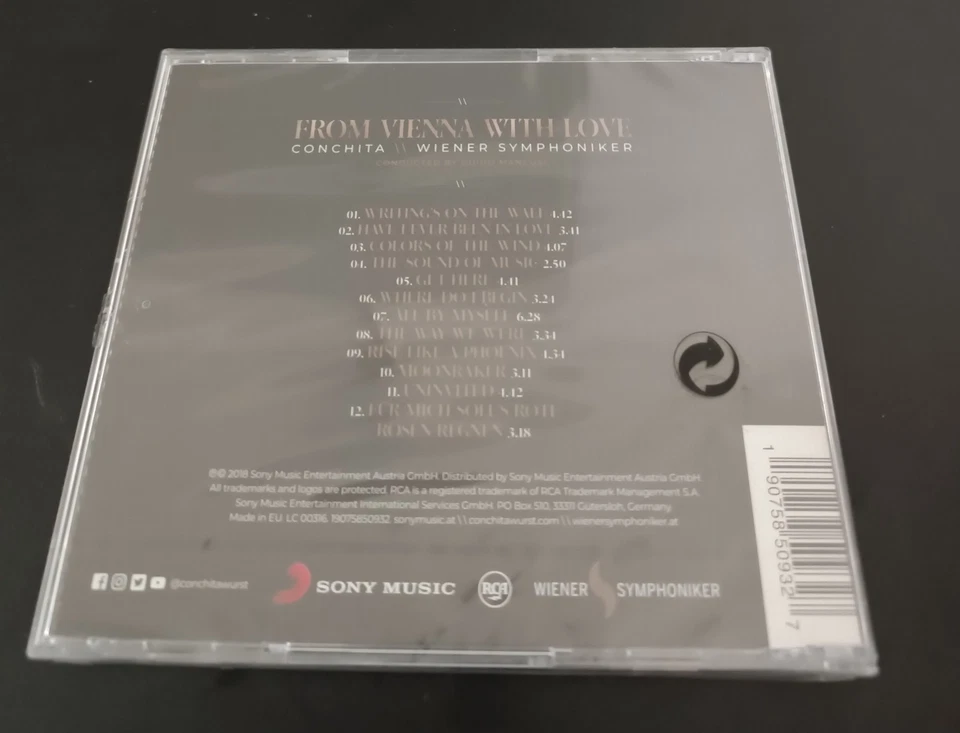 \\
FROM VIENNA WITH LOVE
CONCHITA \\ WIENER SYMPHONIKER
CONDUCTED BY
\\
01. WRITING'S ON THE WALL 4.42
02. HAVE I EVER BEEN IN LOVE 3.41
03. COLORS OF THE WIND 4.07
04. THE SOUND OF MUSIC 2.50
05. GET HERE 4.41
06. WHERE DO I BEGIN 3.24
07. ALL BY MYSELF 6.28
08. THE WAY WE WERE 3.34
09. RISE LIKE A PHOENIX 4.34
10. MOONRAKER 3.11
11. UNINVITED 4.42
12. FÜR MICH SOLL'S ROTE
ROSEN REGNEN 3.18
℗© 2018 Sony Music Entertainment Austria GmbH. Distributed by Sony Music Entertainment Austria GmbH.
All trademarks and logos are protected. RCA is a registered trademark of RCA Trademark Management S.A.
Sony Music Entertainment International Services GmbH. PO Box 510, 33311 Gütersloh, Germany.
Made in EU. LC 00316. 19075850932 sonymusic.at \\ conchitawurst.com \\ wienersymphoniker.at
@conchitawurst
SONY MUSIC
RCA
WIENER SYMPHONIKER
1 90758 50932 7